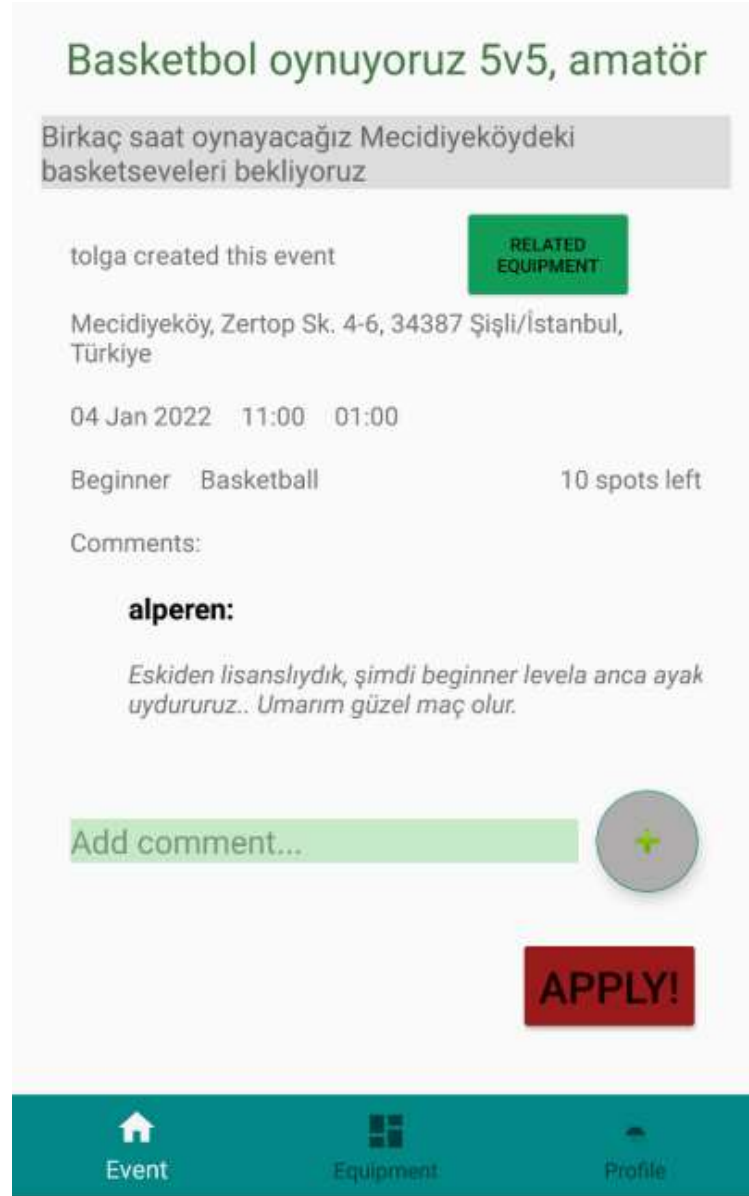 Basketbol oynuyoruz 5v5, amatör
Birkaç saat oynayacağız Mecidiyeköydeki
basketseveleri bekliyoruz
tolga created this event
RELATED
EQUIPMENT
Mecidiyeköy, Zertop Sk. 4-6, 34387 Şişli/İstanbul,
Türkiye
04 Jan 2022 11:00 01:00
Beginner Basketball 10 spots left
Comments:
alperen:
Eskiden lisanslıydık, şimdi beginner levela anca ayak
uydururuz.. Umarım güzel maç olur.
Add comment...
+
APPLY!
Event Equipment Profile